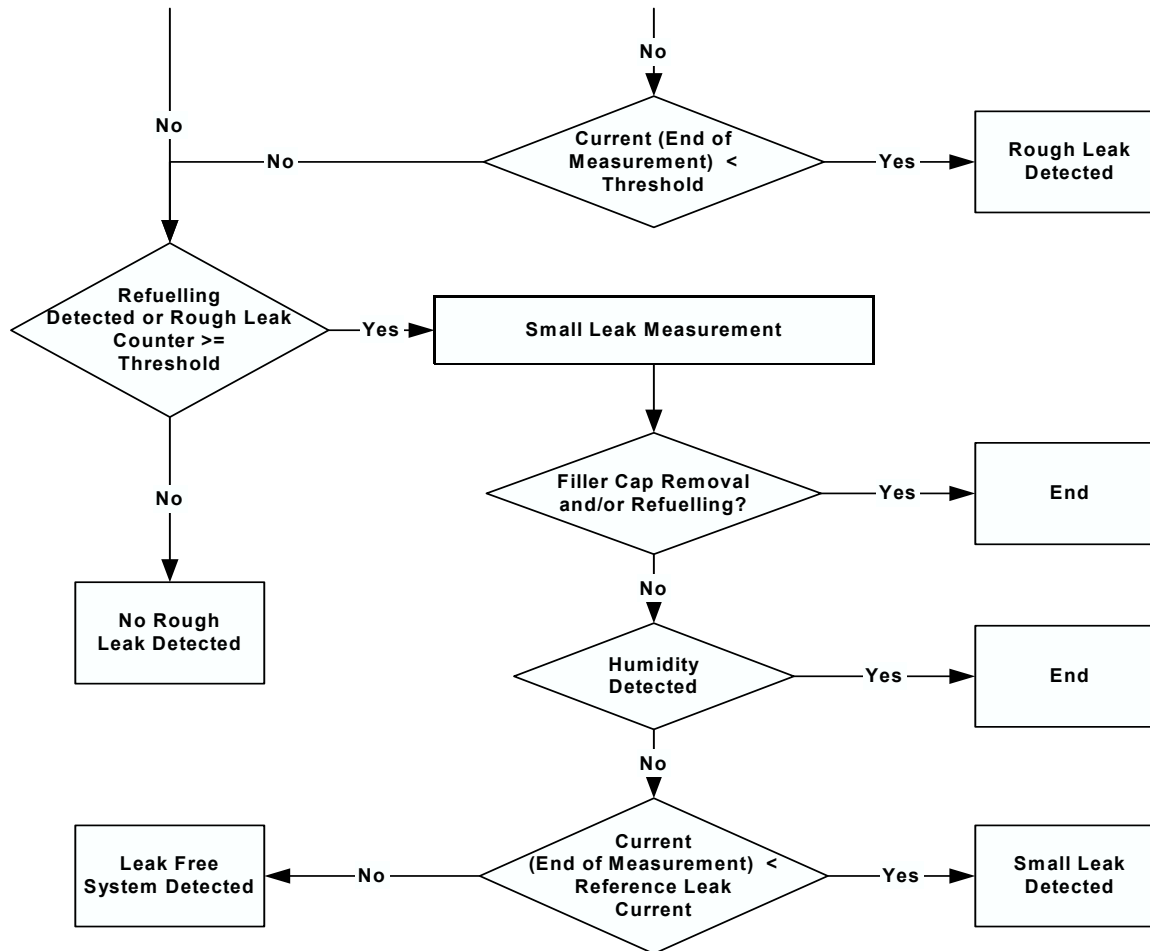 No
No
No
Current (End of
Measurement) <
Threshold
Yes
Rough Leak
Detected
Refuelling
Detected or Rough Leak
Counter >=
Threshold
Yes
Small Leak Measurement
No
Filler Cap Removal
and/or Refuelling?
Yes
End
No
No Rough
Leak Detected
Humidity
Detected
Yes
End
No
Leak Free
System Detected
No
Current
(End of Measurement) <
Reference Leak
Current
Yes
Small Leak
Detected